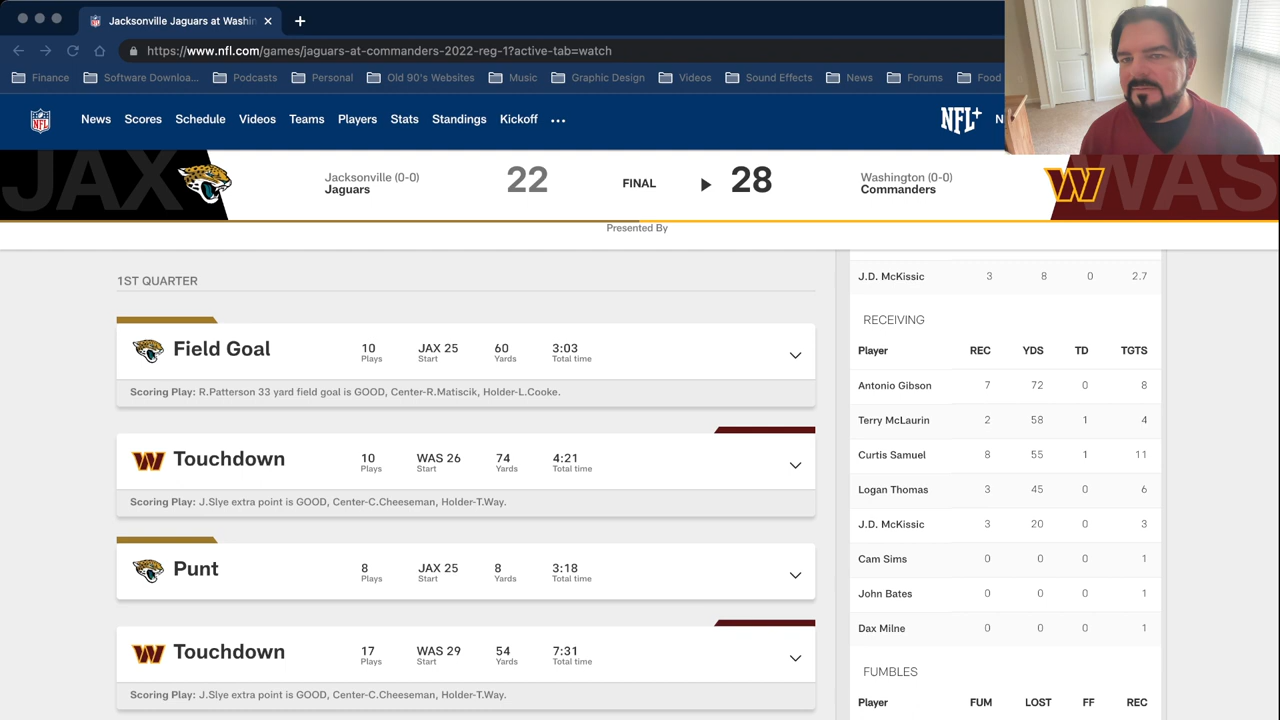 Jacksonville Jaguars at Washin
https://www.nfl.com/games/jaguars-at-commanders-2022-reg-1?active-tab=watch
Finance Software Downloa... Podcasts Personal Old 90's Websites Music Graphic Design Videos Sound Effects News Forums Food
NFL News Scores Schedule Videos Teams Players Stats Standings Kickoff ... NFL+ N
JAX Jacksonville (0-0) Jaguars 22 FINAL 28 Washington (0-0) Commanders W WAS
Presented By
1ST QUARTER
Field Goal 10 Plays JAX 25 Start 60 Yards 3:03 Total time
Scoring Play: R.Patterson 33 yard field goal is GOOD, Center-R.Matiscik, Holder-L.Cooke.
Touchdown 10 Plays WAS 26 Start 74 Yards 4:21 Total time
Scoring Play: J.Slye extra point is GOOD, Center-C.Cheeseman, Holder-T.Way.
Punt 8 Plays JAX 25 Start 8 Yards 3:18 Total time
Touchdown 17 Plays WAS 29 Start 54 Yards 7:31 Total time
Scoring Play: J.Slye extra point is GOOD, Center-C.Cheeseman, Holder-T.Way.
J.D. McKissic 3 8 0 2.7
RECEIVING
Player REC YDS TD TGTS
Antonio Gibson 7 72 0 8
Terry McLaurin 2 58 1 4
Curtis Samuel 8 55 1 11
Logan Thomas 3 45 0 6
J.D. McKissic 3 20 0 3
Cam Sims 0 0 0 1
John Bates 0 0 0 1
Dax Milne 0 0 0 1
FUMBLES
Player FUM LOST FF REC